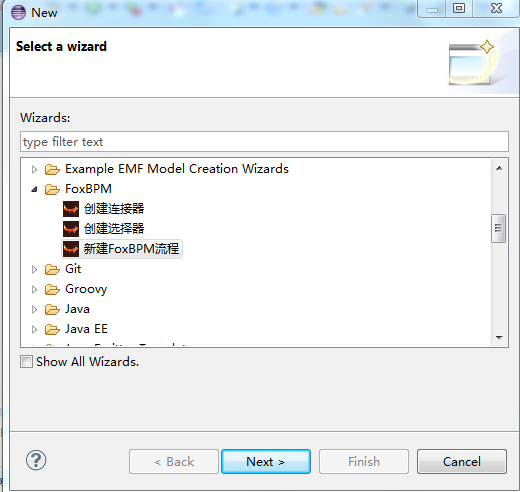 New
Select a wizard
Wizards:
type filter text
Example EMF Model Creation Wizards
FoxBPM
创建连接器
创建选择器
新建FoxBPM流程
Git
Groovy
Java
Java EE
Show All Wizards.
< Back
Next >
Finish
Cancel